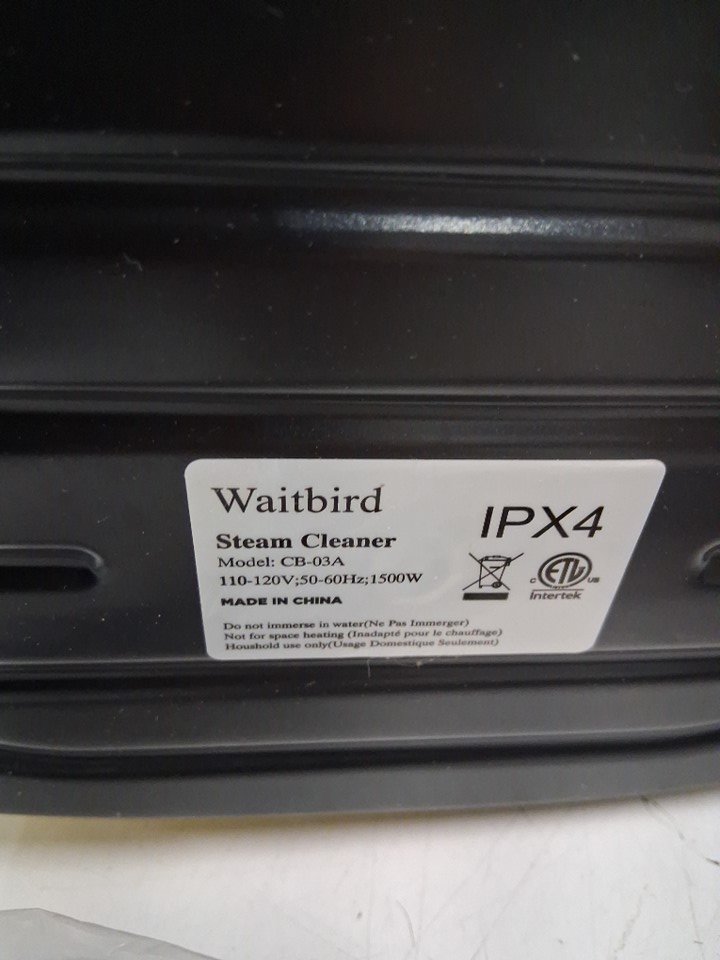 Waitbird
IPX4
Steam Cleaner
Model: CB-03A
110-120V;50-60Hz;1500W
MADE IN CHINA
C ETL US
Intertek
Do not immerse in water(Ne Pas Immerger)
Not for space heating (Inadapté pour le chauffage)
Houshold use only(Usage Domestique Seulement)